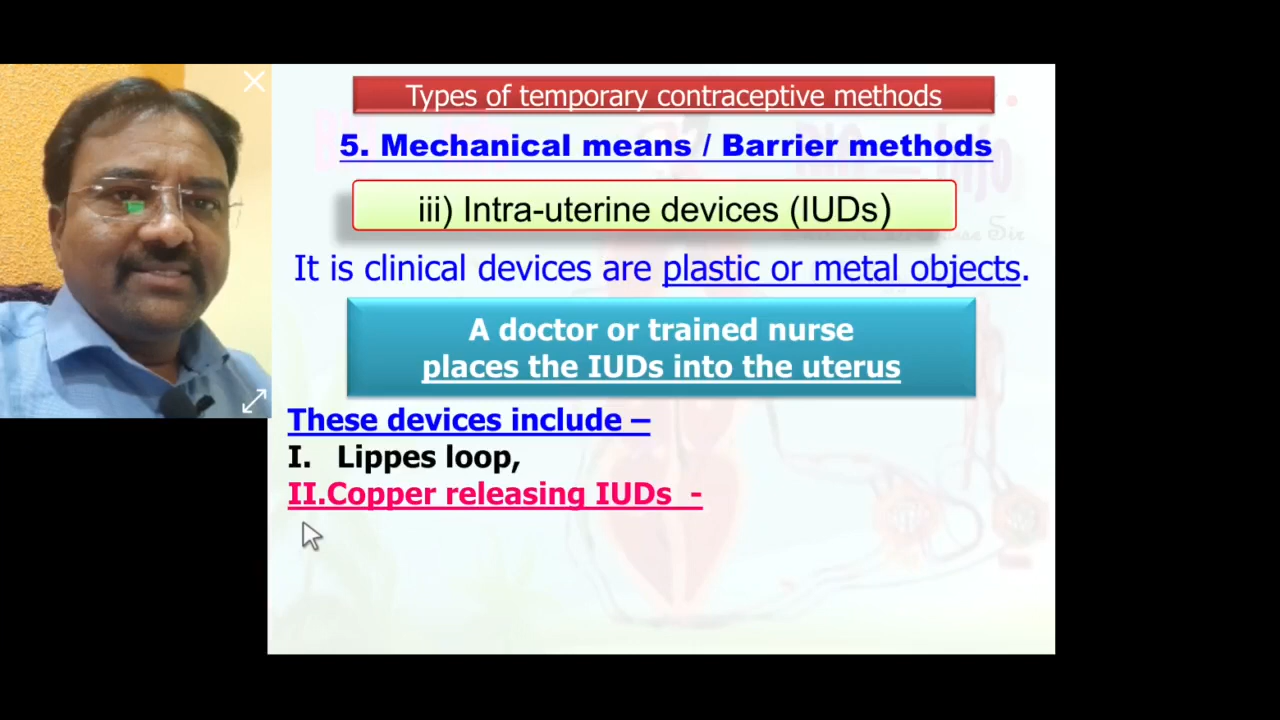 Types of temporary contraceptive methods
5. Mechanical means / Barrier methods
iii) Intra-uterine devices (IUDs)
It is clinical devices are plastic or metal objects.
A doctor or trained nurse
places the IUDs into the uterus
These devices include –
I. Lippes loop,
II.Copper releasing IUDs -